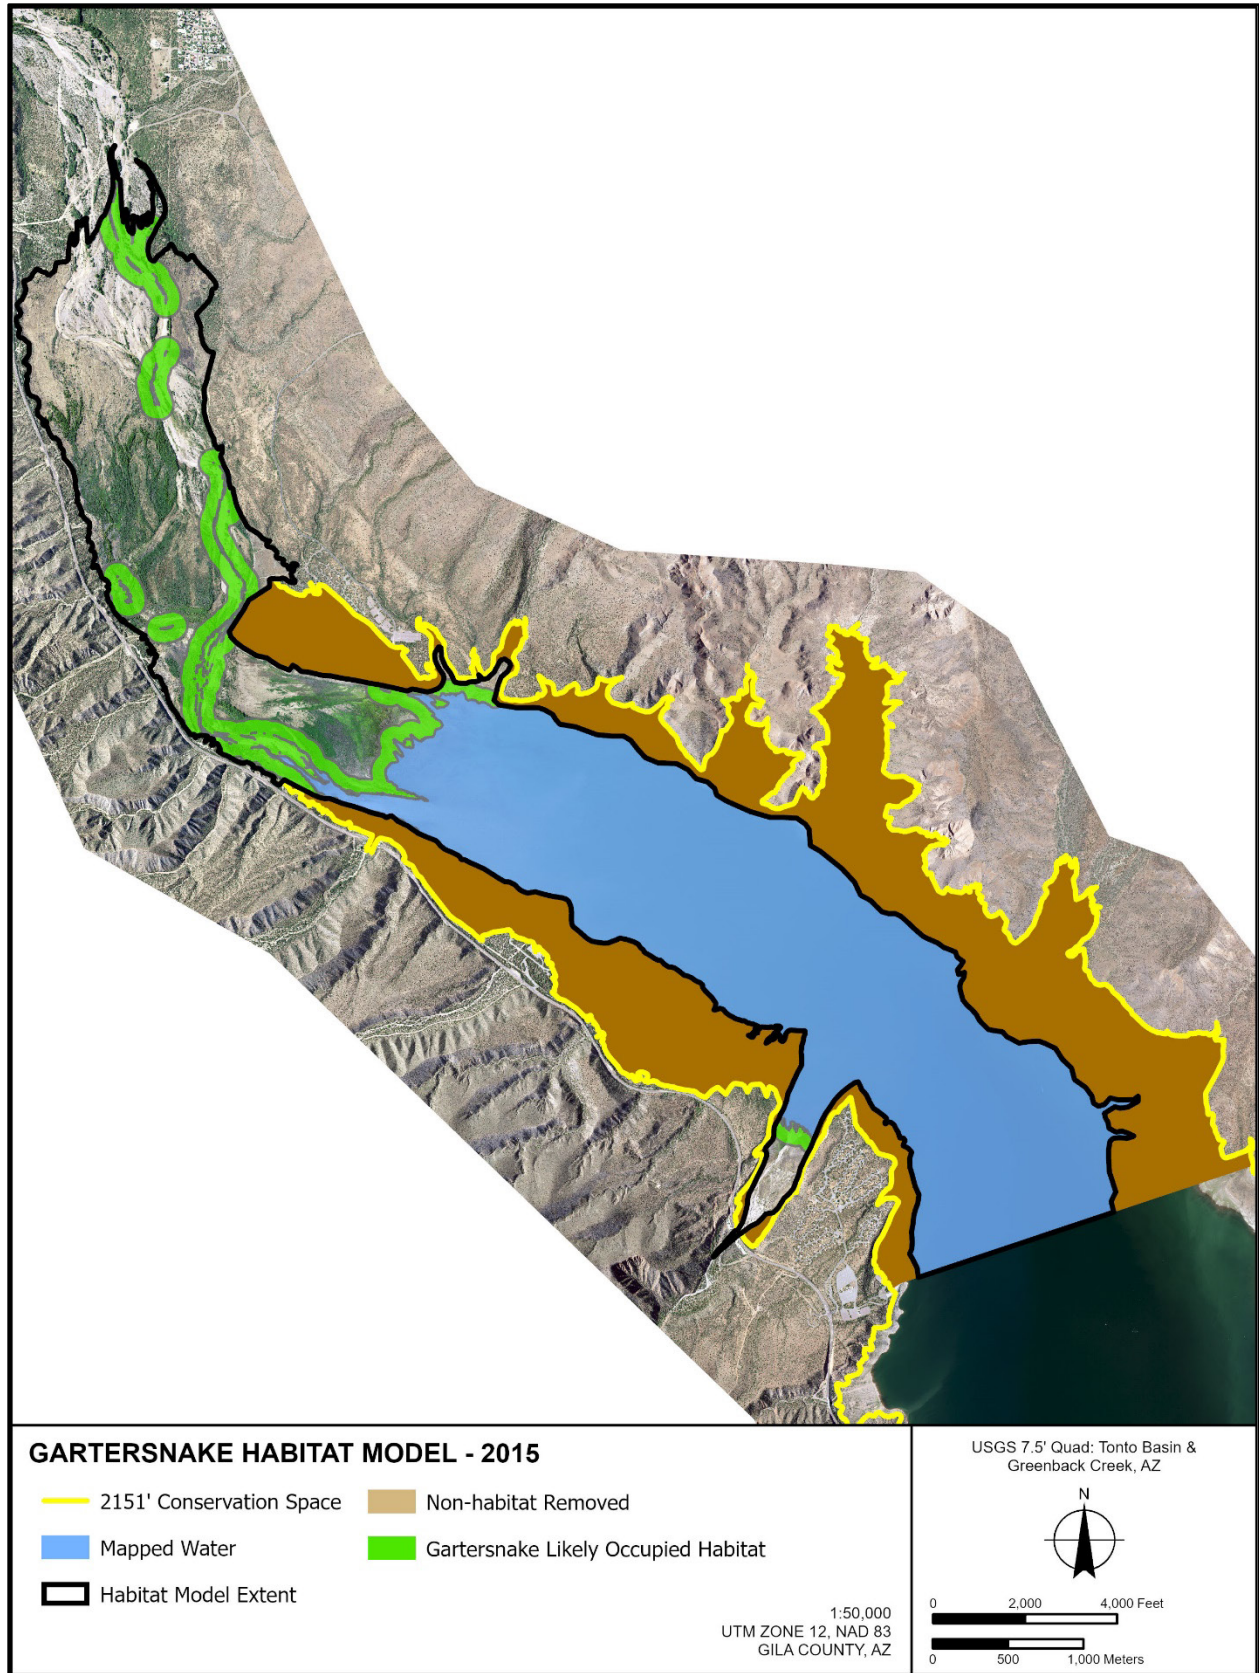 GARTERSNAKE HABITAT MODEL - 2015
2151' Conservation Space
Non-habitat Removed
Mapped Water
Gartersnake Likely Occupied Habitat
Habitat Model Extent
1:50,000
UTM ZONE 12, NAD 83
GILA COUNTY, AZ
USGS 7.5' Quad: Tonto Basin &
Greenback Creek, AZ
N
0 2,000 4,000 Feet
0 500 1,000 Meters